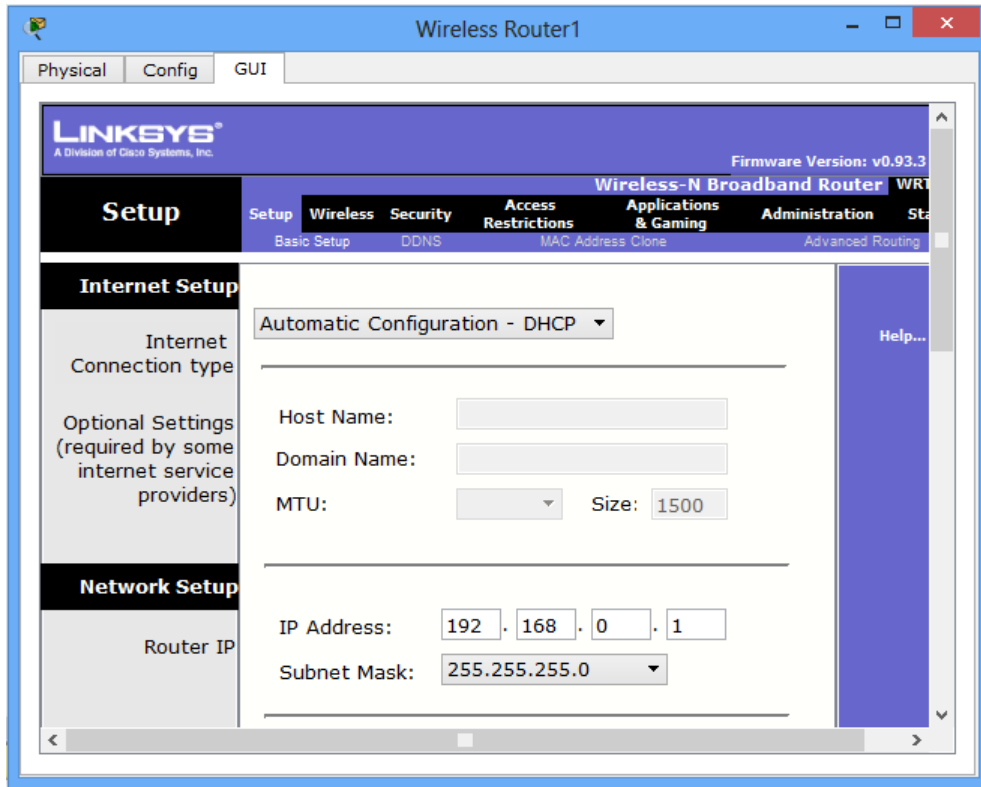 Wireless Router1
Physical Config GUI
LINKSYS®
A Division of Cisco Systems, Inc.
Firmware Version: v0.93.3
Wireless-N Broadband Router WRT
Setup
Setup Wireless Security Access Restrictions Applications & Gaming Administration Sta
Basic Setup DDNS MAC Address Clone Advanced Routing
Internet Setup
Automatic Configuration - DHCP
Internet
Connection type
Help...
Optional Settings
(required by some
internet service
providers)
Host Name:
Domain Name:
MTU: Size: 1500
Network Setup
Router IP
IP Address: 192 . 168 . 0 . 1
Subnet Mask: 255.255.255.0